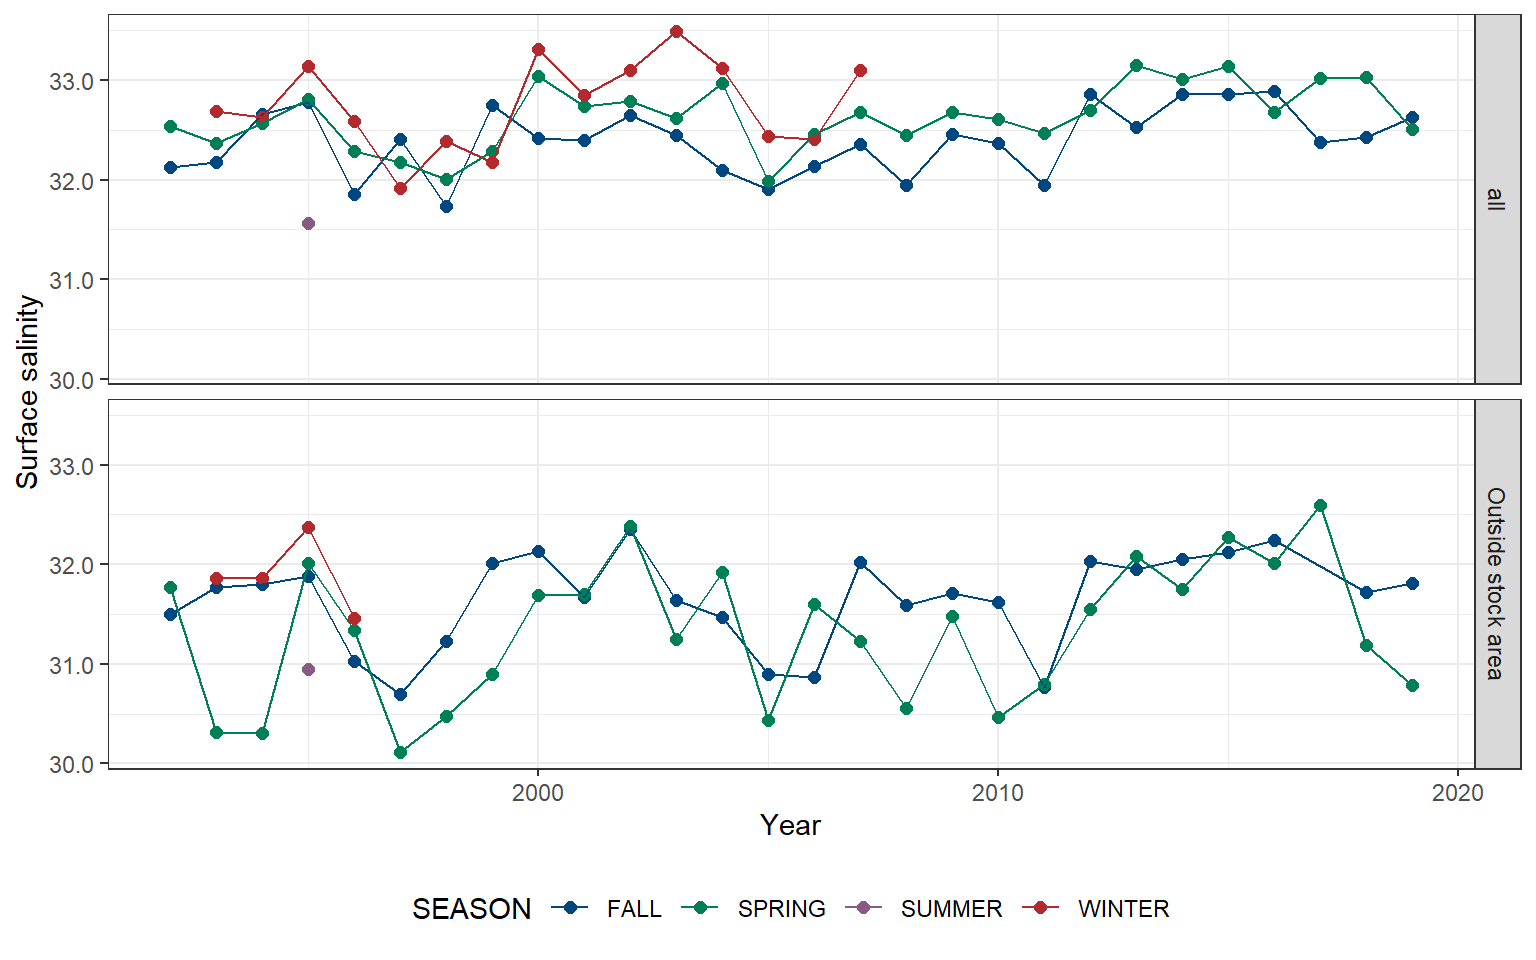 33.0
32.0
31.0
30.0
all
Surface salinity
33.0
32.0
31.0
30.0
Outside stock area
2000 2010 2020
Year
SEASON FALL SPRING SUMMER WINTER